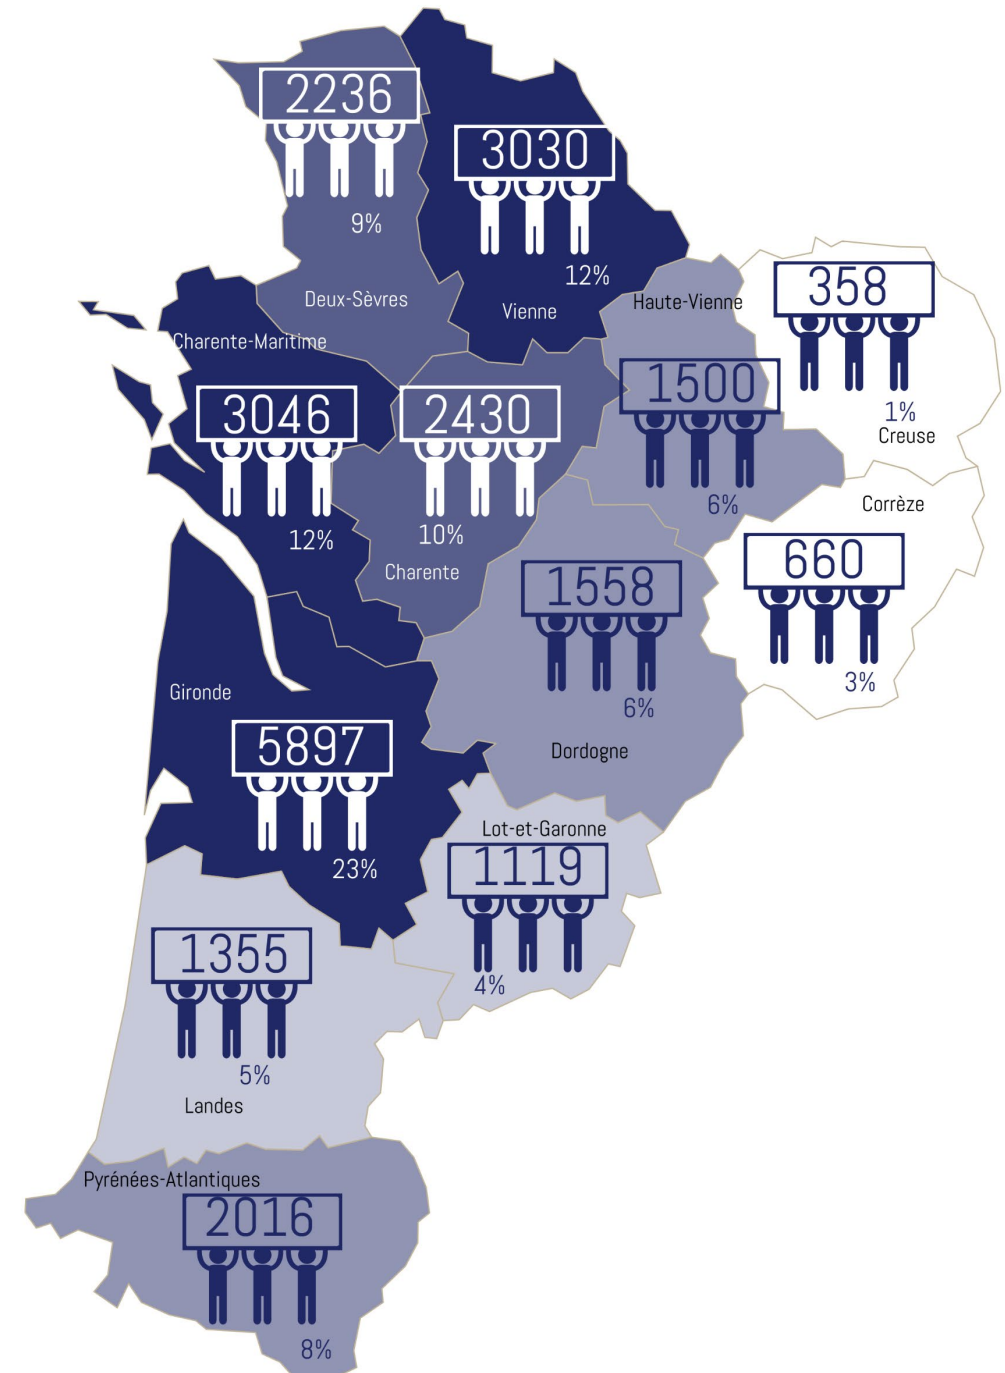 2236
9%
Deux-Sèvres
3030
12%
Vienne
Haute-Vienne
1500
6%
358
1%
Creuse
Charente-Maritime
3046
12%
2430
10%
Charente
Corrèze
660
3%
1558
6%
Dordogne
Gironde
5897
23%
Lot-et-Garonne
1119
4%
1355
5%
Landes
Pyrénées-Atlantiques
2016
8%